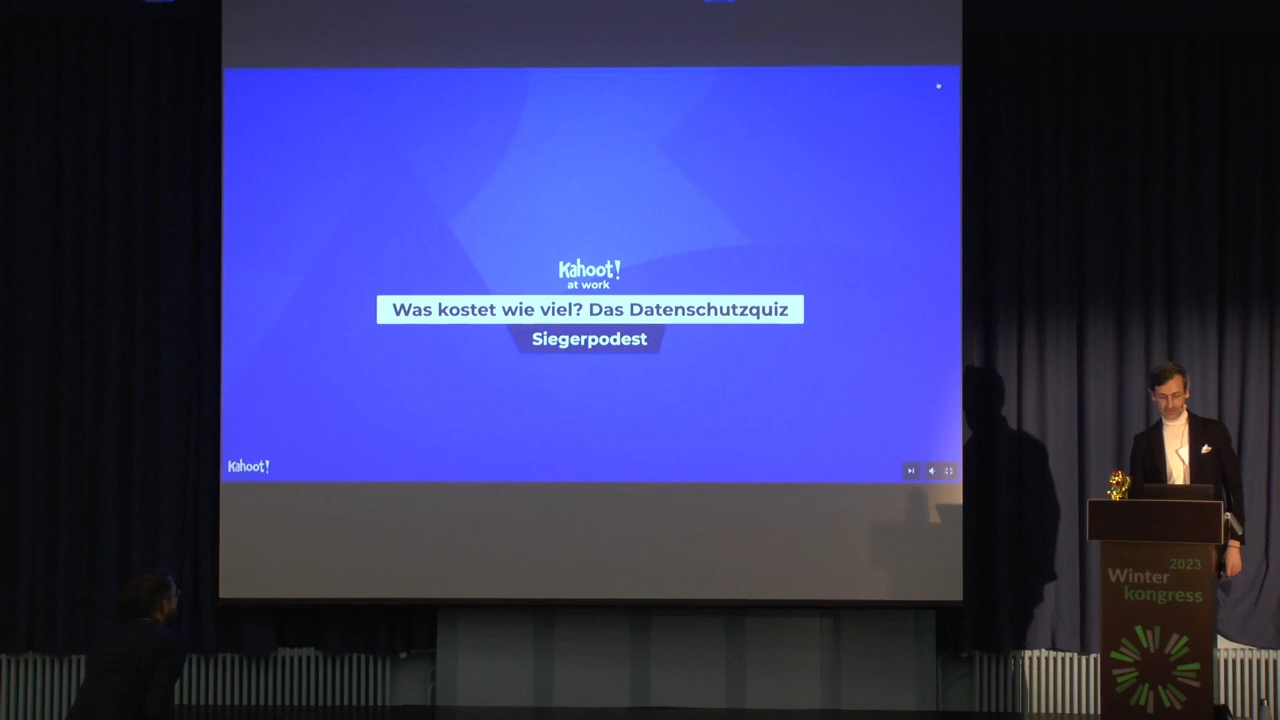 Kahoot!
at work
Was kostet wie viel? Das Datenschutzquiz
Siegerpodest
Kahoot!
2023
Winter
kongress